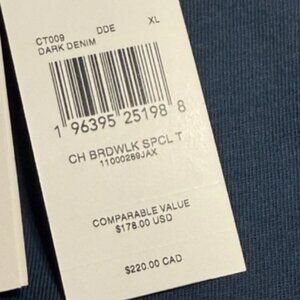 CT009 DDE XL
DARK DENIM
1 96395 25198 8
CH BRDWLK SPCL T
11000269JAX
COMPARABLE VALUE
$178.00 USD
$220.00 CAD